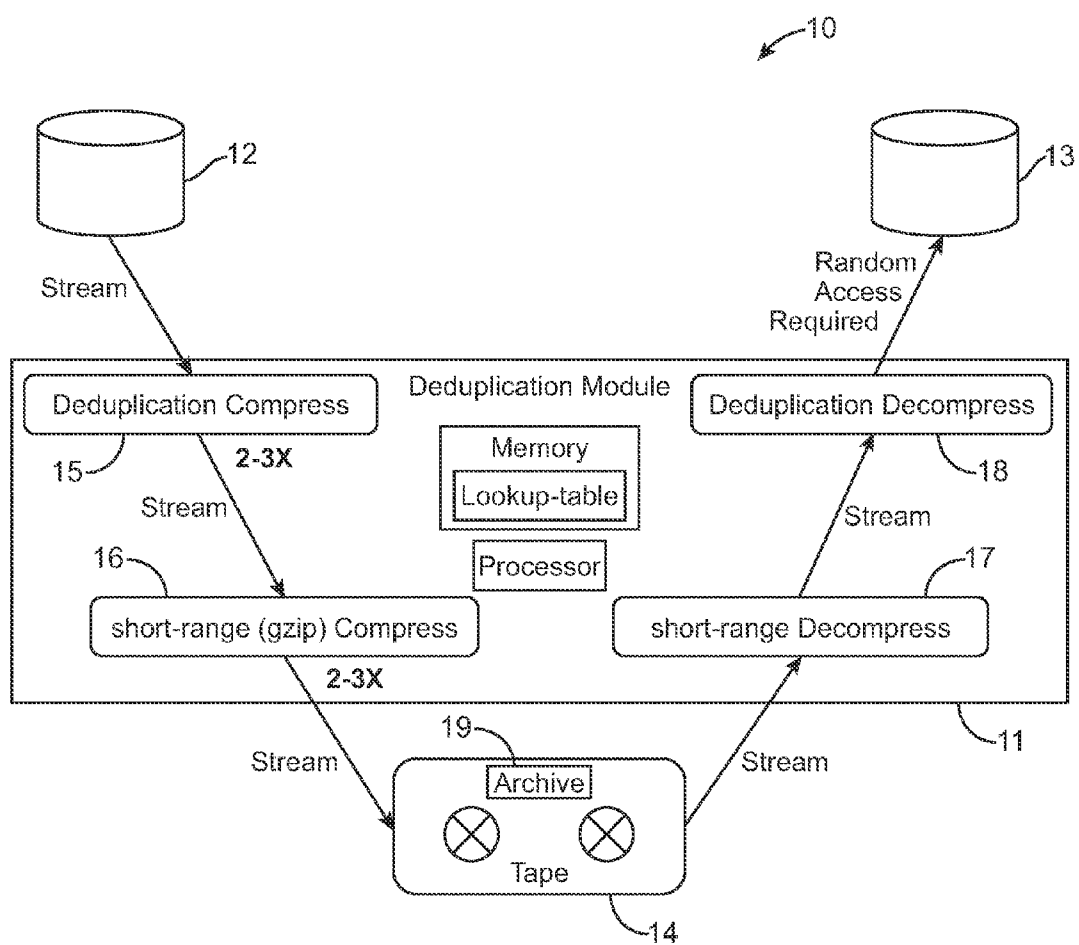 10
12
13
Stream
Random
Access
Required
Deduplication Module
Deduplication Compress
Deduplication Decompress
15
2-3X
Memory
Lookup-table
18
Stream
Stream
16
Processor
17
short-range (gzip) Compress
short-range Decompress
2-3X
11
Stream
19
Archive
Stream
Tape
14